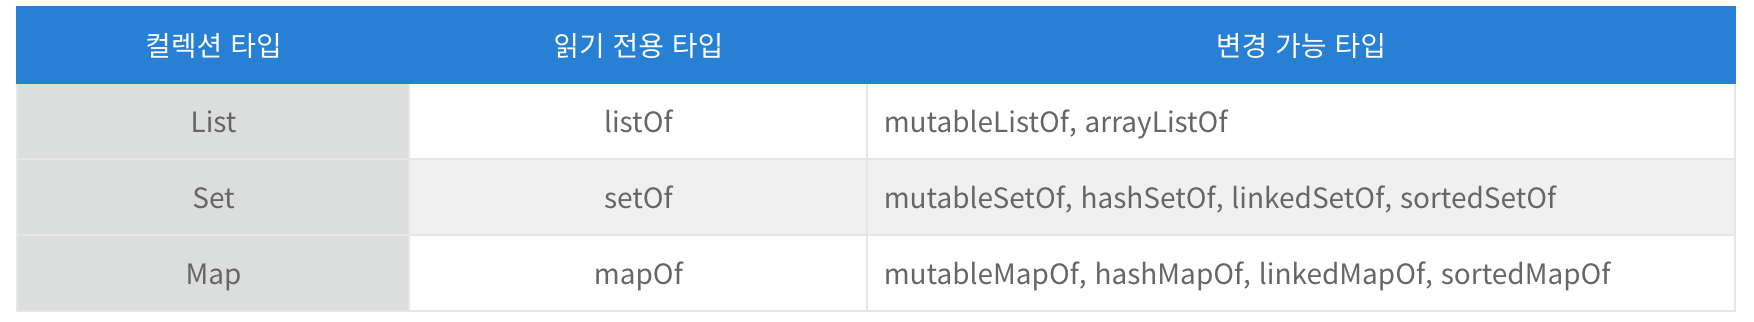 컬렉션 타입 읽기 전용 타입 변경 가능 타입
List listOf mutableListOf, arrayListOf
Set setOf mutableSetOf, hashSetOf, linkedSetOf, sortedSetOf
Map mapOf mutableMapOf, hashMapOf, linkedMapOf, sortedMapOf